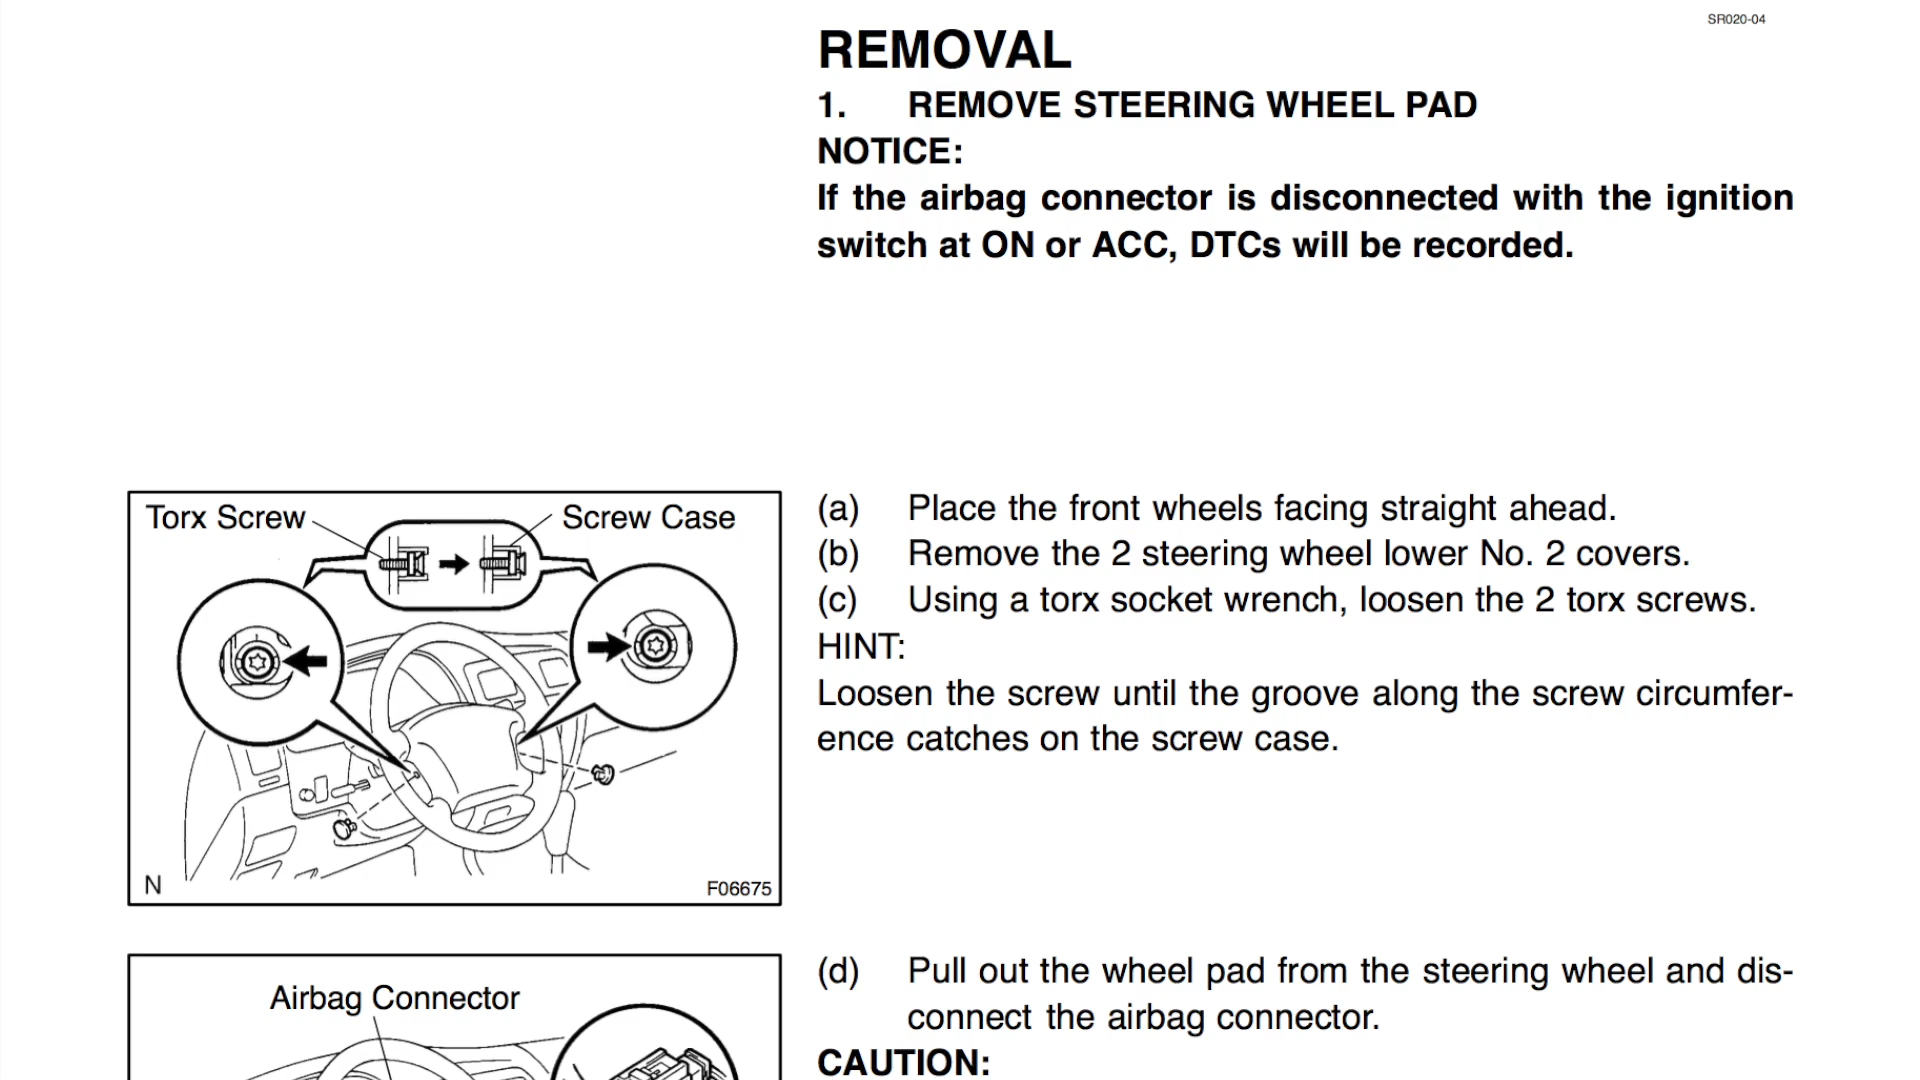 SR020-04
REMOVAL
1. REMOVE STEERING WHEEL PAD
NOTICE:
If the airbag connector is disconnected with the ignition
switch at ON or ACC, DTCs will be recorded.
Torx Screw
Screw Case
N
F06675
(a) Place the front wheels facing straight ahead.
(b) Remove the 2 steering wheel lower No. 2 covers.
(c) Using a torx socket wrench, loosen the 2 torx screws.
HINT:
Loosen the screw until the groove along the screw circumfer-
ence catches on the screw case.
Airbag Connector
(d) Pull out the wheel pad from the steering wheel and dis-
connect the airbag connector.
CAUTION: